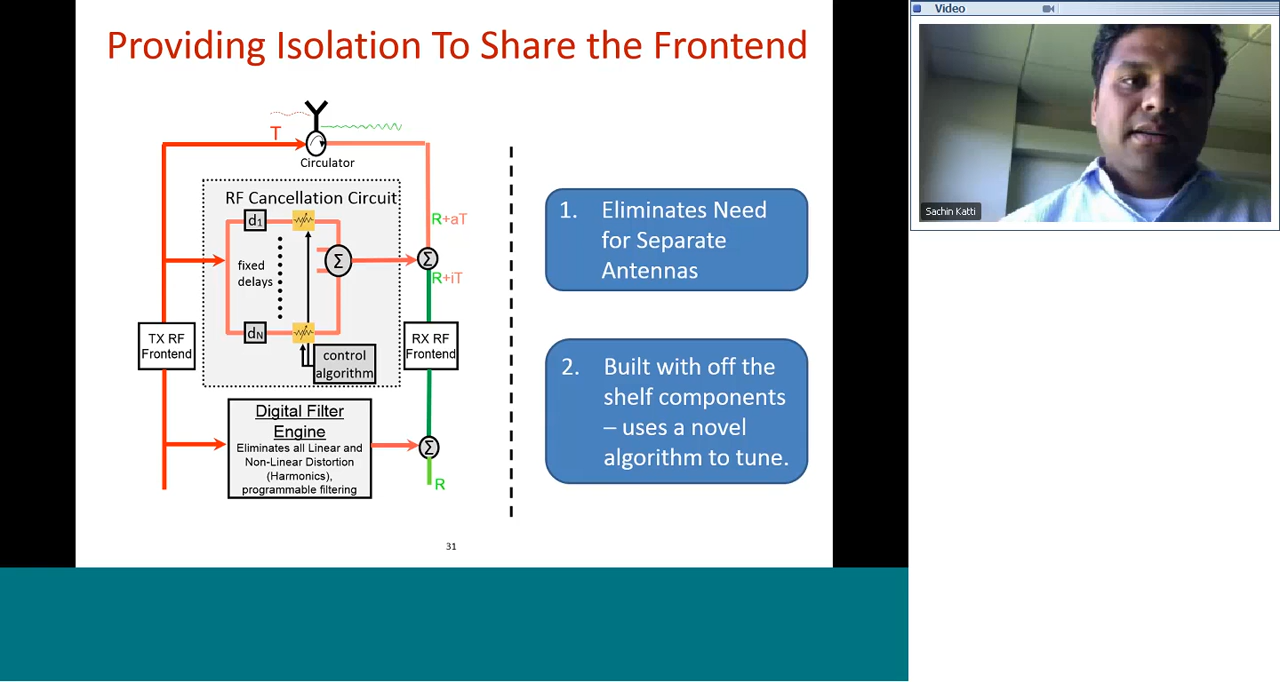 Providing Isolation To Share the Frontend
T
Circulator
RF Cancellation Circuit
d1
R+aT
Σ
Σ
fixed
delays
R+iT
dN
TX RF
Frontend
RX RF
Frontend
control
algorithm
Digital Filter
Engine
Eliminates all Linear and
Non-Linear Distortion
(Harmonics),
programmable filtering
Σ
R
1. Eliminates Need
for Separate
Antennas
2. Built with off the
shelf components
– uses a novel
algorithm to tune.
31
Video
Sachin Katti